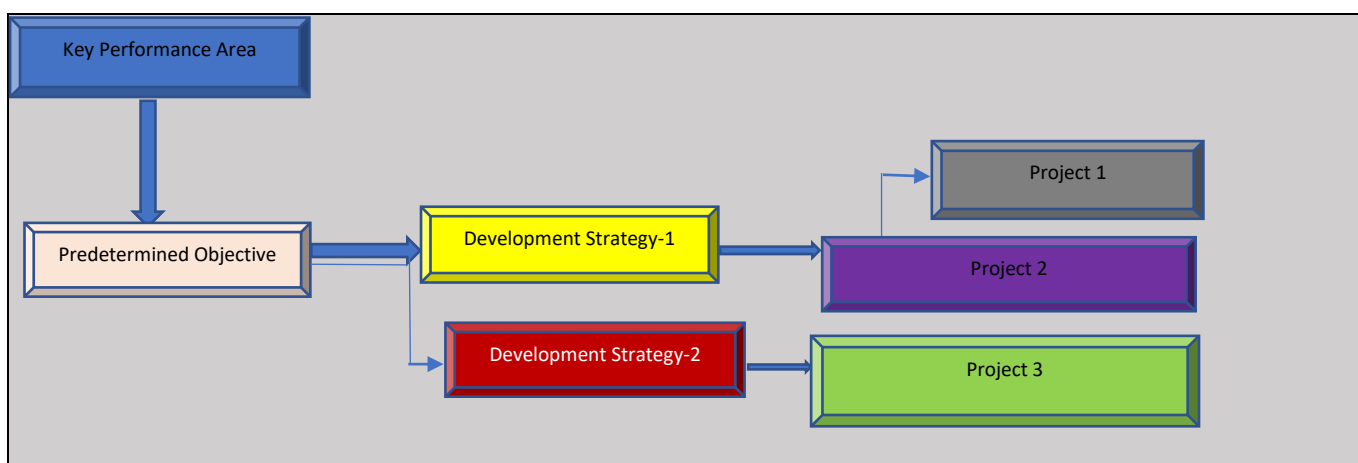 Key Performance Area
Project 1
Predetermined Objective
Development Strategy-1
Project 2
Development Strategy-2
Project 3